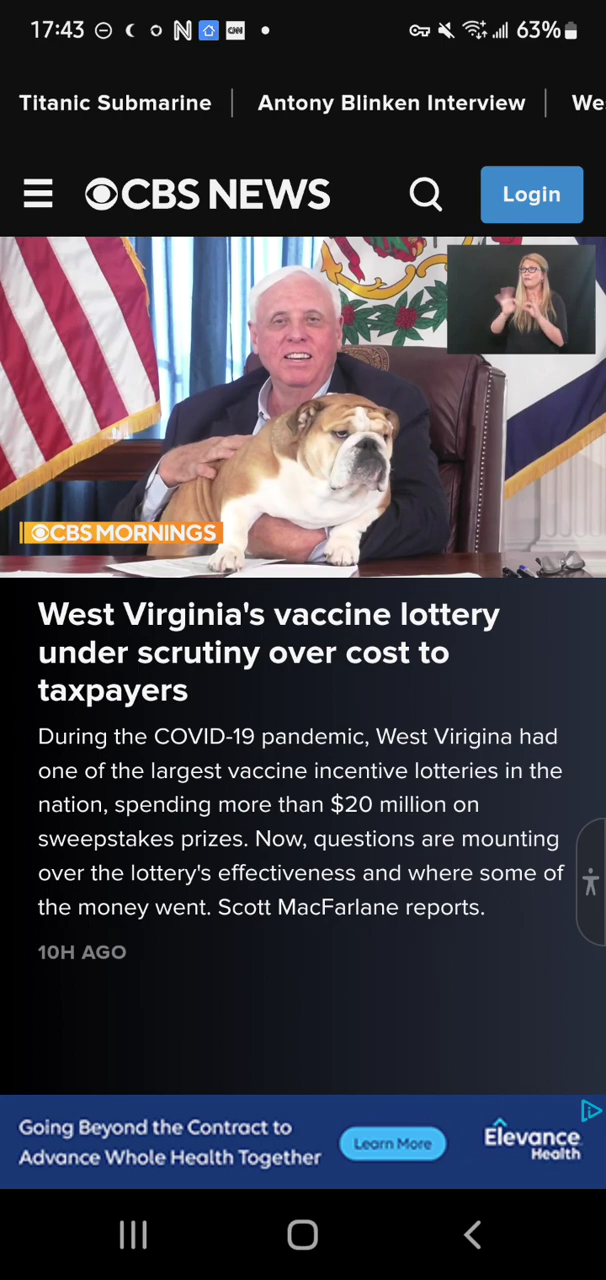 17:43 N CNN 63%
Titanic Submarine Antony Blinken Interview We
CBS NEWS Login
CBS MORNINGS
West Virginia's vaccine lottery
under scrutiny over cost to
taxpayers
During the COVID-19 pandemic, West Virigina had
one of the largest vaccine incentive lotteries in the
nation, spending more than $20 million on
sweepstakes prizes. Now, questions are mounting
over the lottery's effectiveness and where some of
the money went. Scott MacFarlane reports.
10H AGO
Going Beyond the Contract to
Advance Whole Health Together
Learn More
Elevance
Health